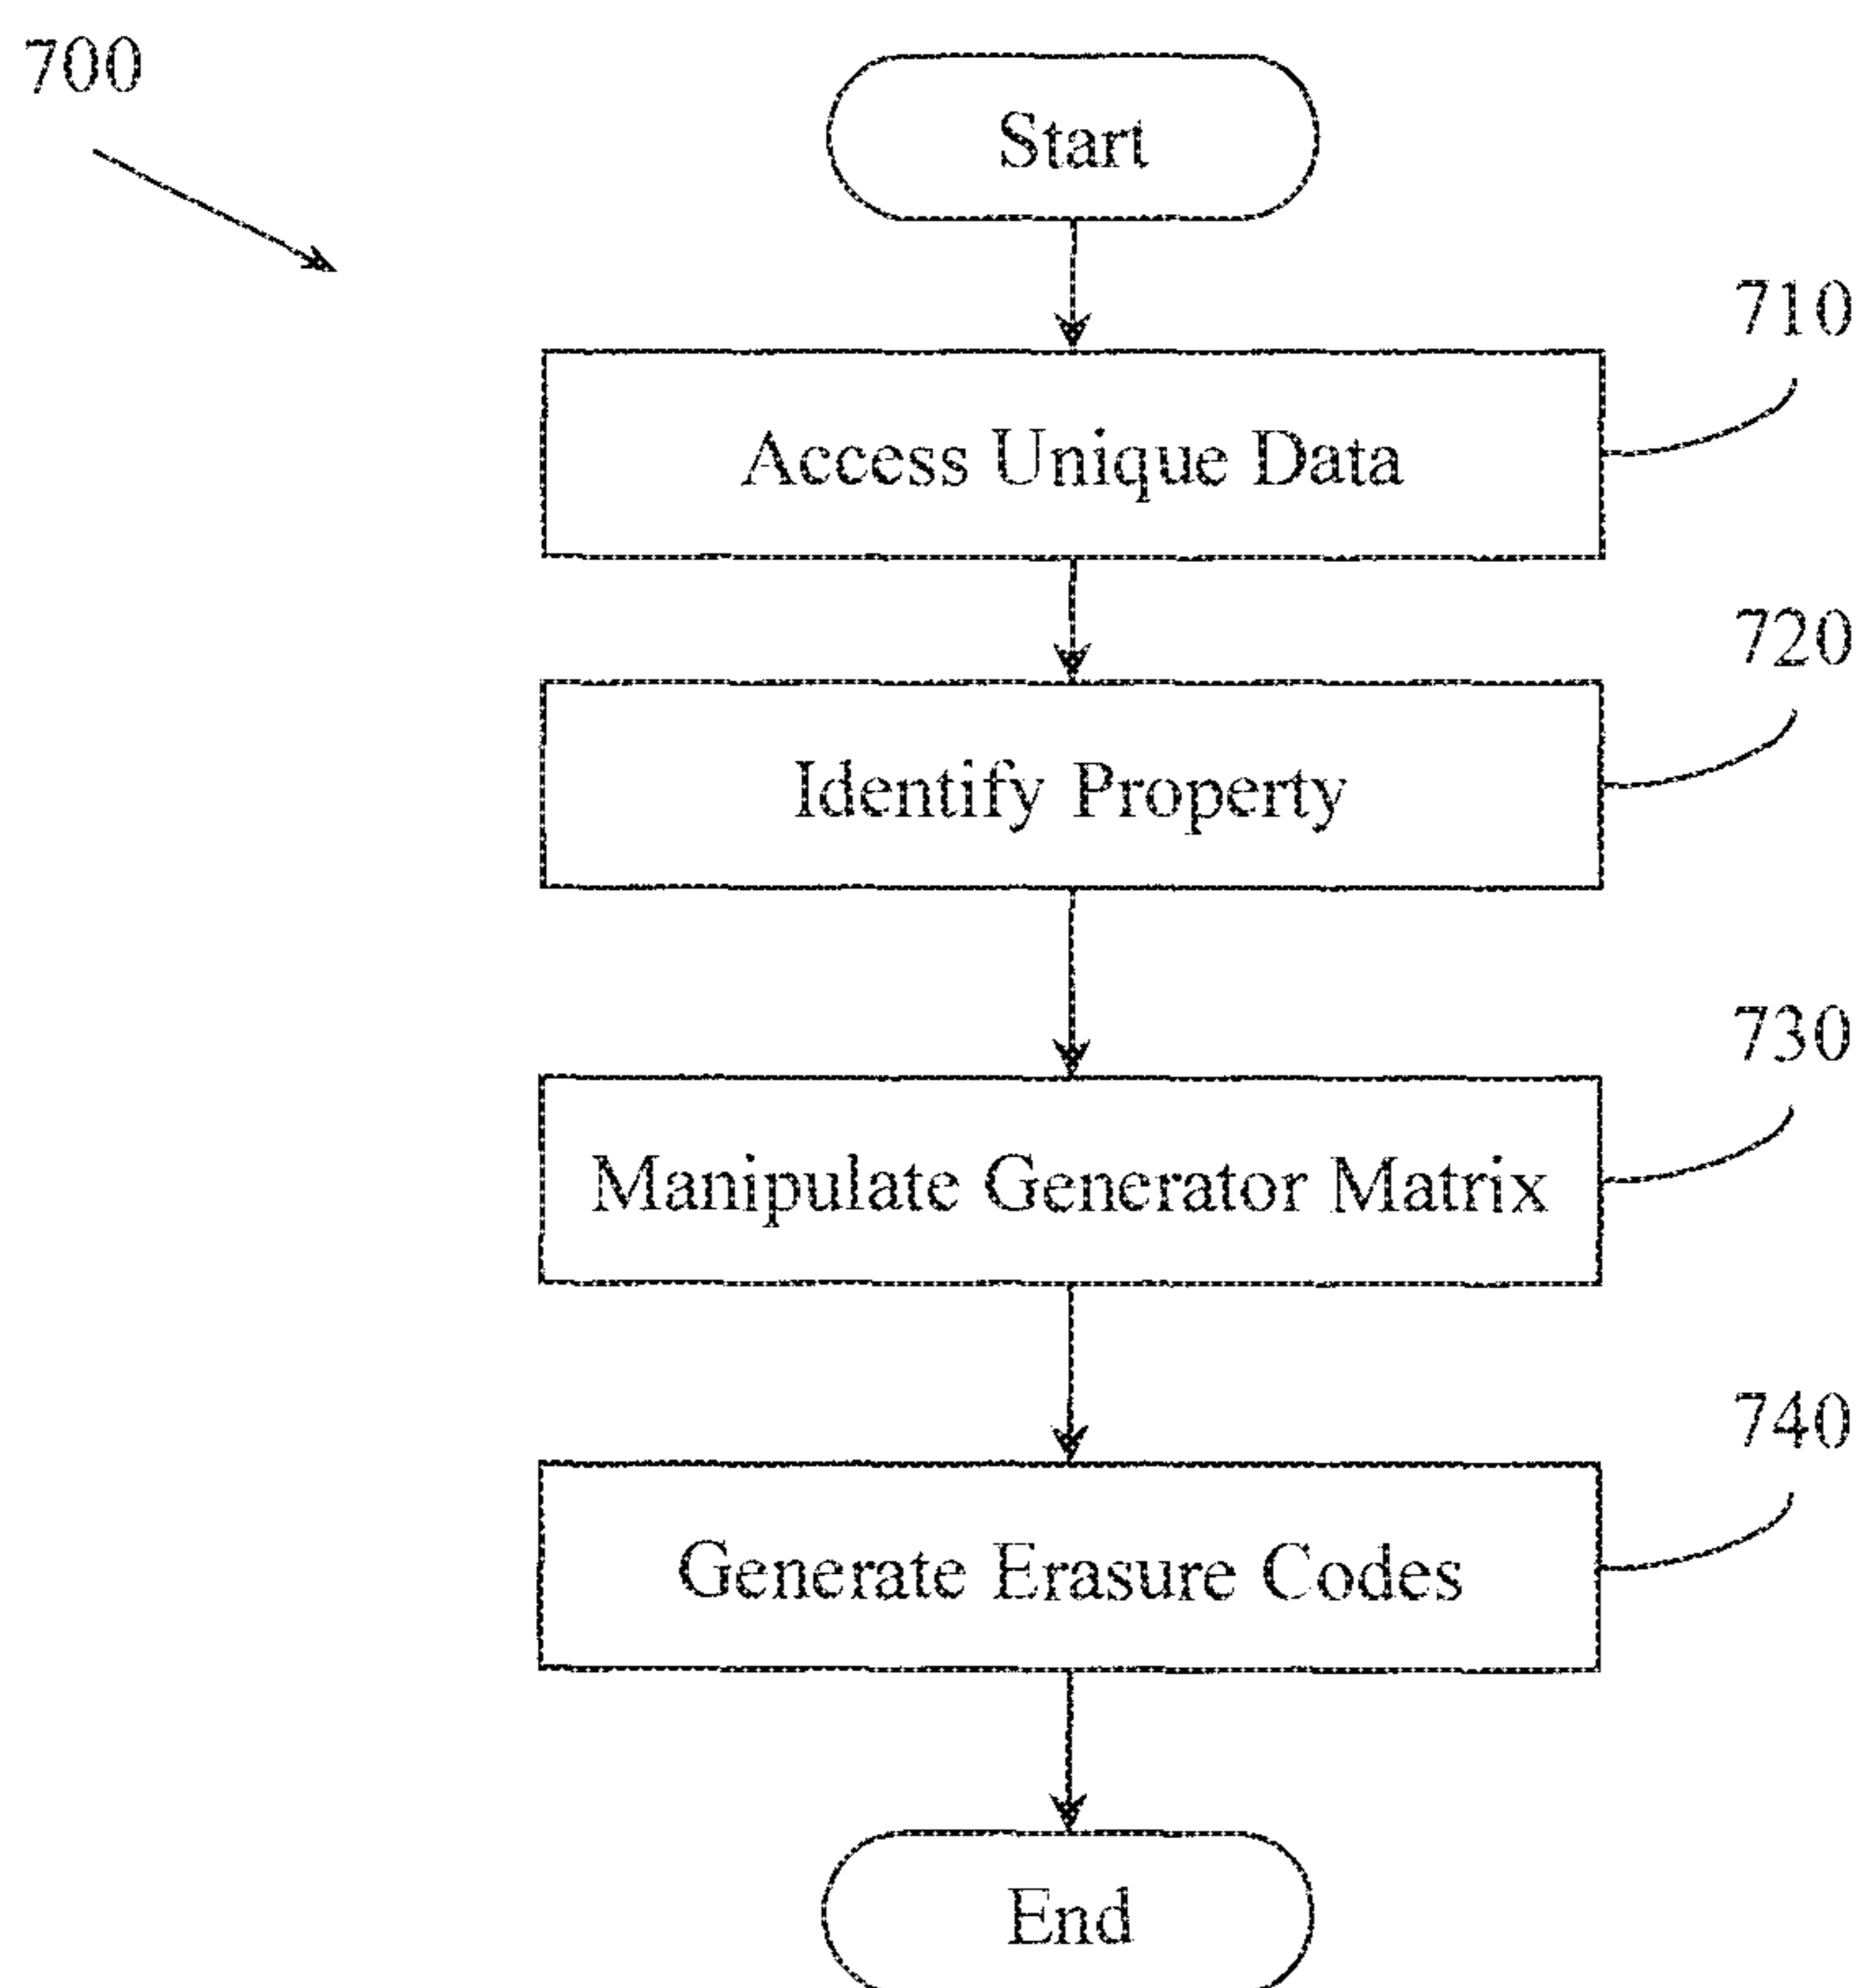 700
Start
710
Access Unique Data
720
Identify Property
730
Manipulate Generator Matrix
740
Generate Erasure Codes
End